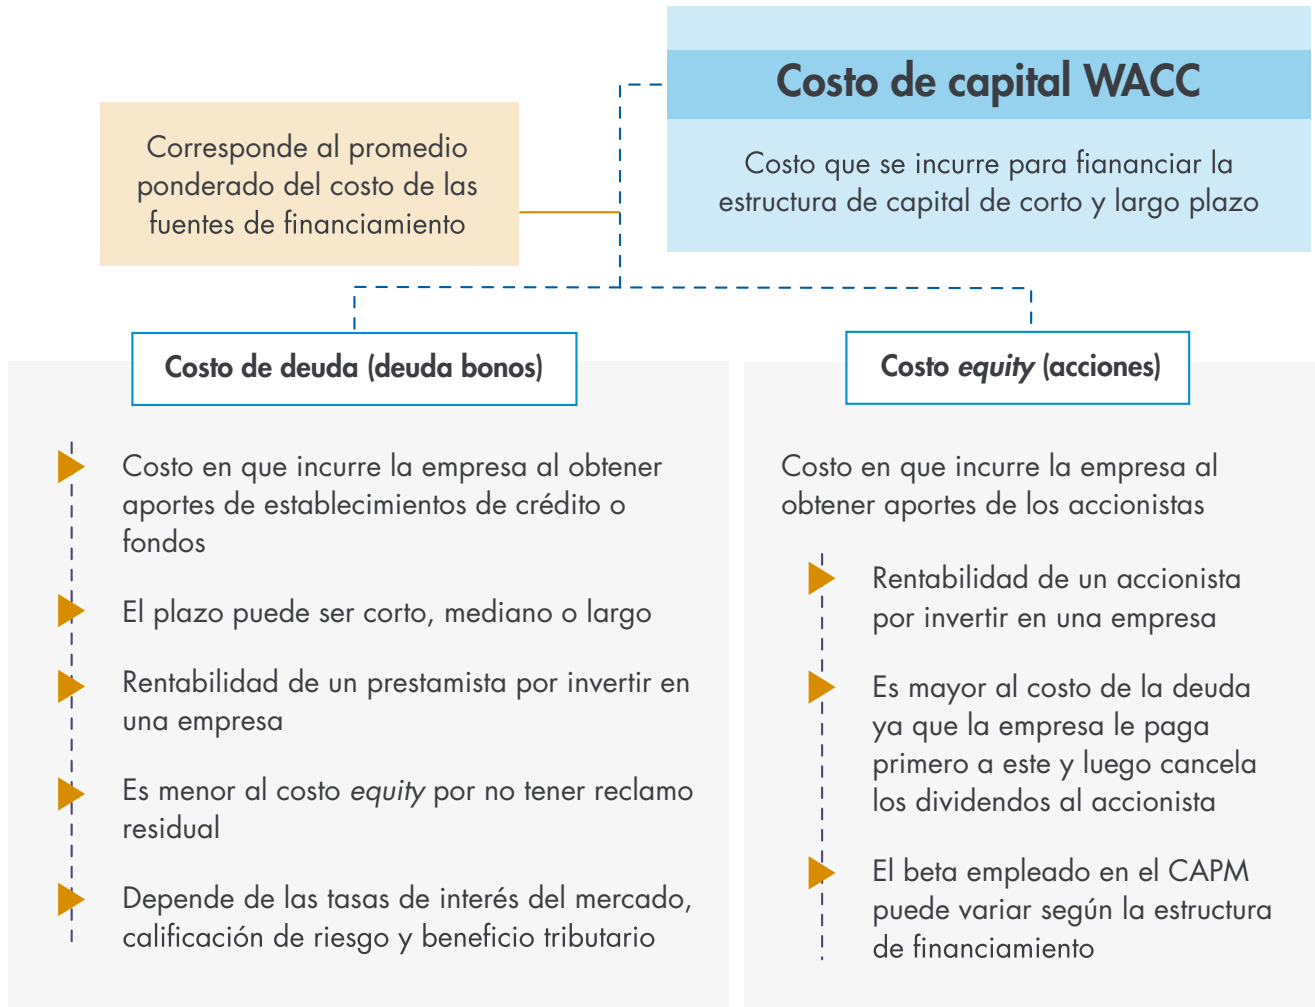 Costo de capital WACC
Costo que se incurre para fiananciar la
estructura de capital de corto y largo plazo
Corresponde al promedio
ponderado del costo de las
fuentes de financiamiento
Costo de deuda (deuda bonos)
Costo en que incurre la empresa al obtener
aportes de establecimientos de crédito o
fondos
El plazo puede ser corto, mediano o largo
Rentabilidad de un prestamista por invertir en
una empresa
Es menor al costo equity por no tener reclamo
residual
Depende de las tasas de interés del mercado,
calificación de riesgo y beneficio tributario
Costo equity (acciones)
Costo en que incurre la empresa al
obtener aportes de los accionistas
Rentabilidad de un accionista
por invertir en una empresa
Es mayor al costo de la deuda
ya que la empresa le paga
primero a este y luego cancela
los dividendos al accionista
El beta empleado en el CAPM
puede variar según la estructura
de financiamiento